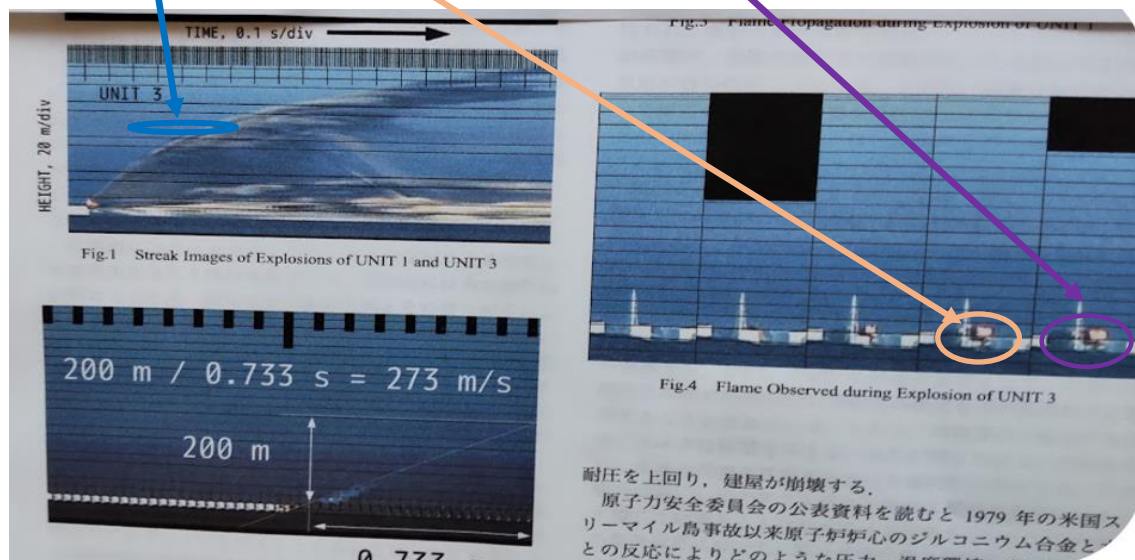 TIME, 0.1 s/div
HEIGHT, 20 m/div
UNIT 3
Fig.1 Streak Images of Explosions of UNIT 1 and UNIT 3
200 m / 0.733 s = 273 m/s
200 m
0.733
Fig.3 Flame Propagation during Explosion of UNIT 1
Fig.4 Flame Observed during Explosion of UNIT 3
耐圧を上回り，建屋が崩壊する．
原子力安全委員会の公表資料を読むと 1979 年の米国ス
リーマイル島事故以来原子炉炉心のジルコニウム合金と
との反応によりどのような圧力